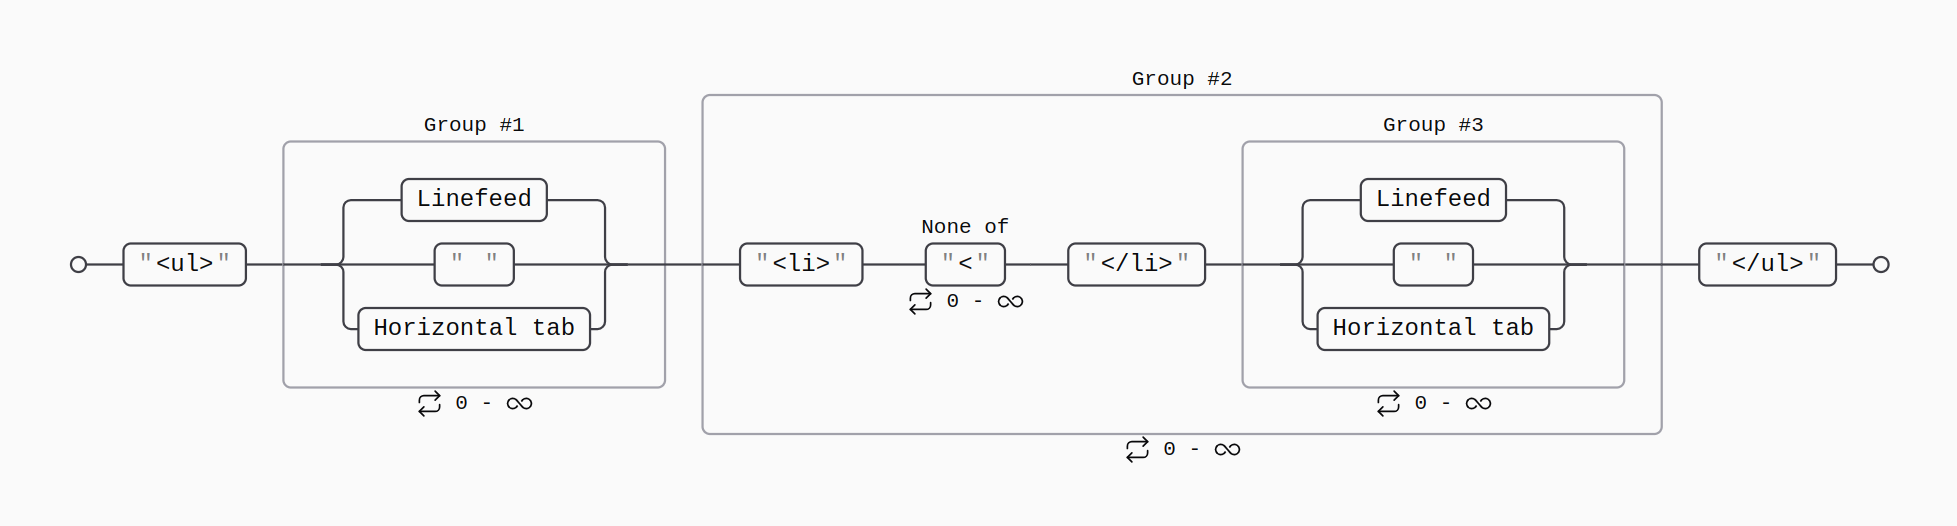 Group #2
Group #1
Group #3
Linefeed
Linefeed
None of
"<ul>"
" "
"<li>"
"<"
"</li>"
" "
"</ul>"
0 - ∞
Horizontal tab
Horizontal tab
0 - ∞
0 - ∞
0 - ∞